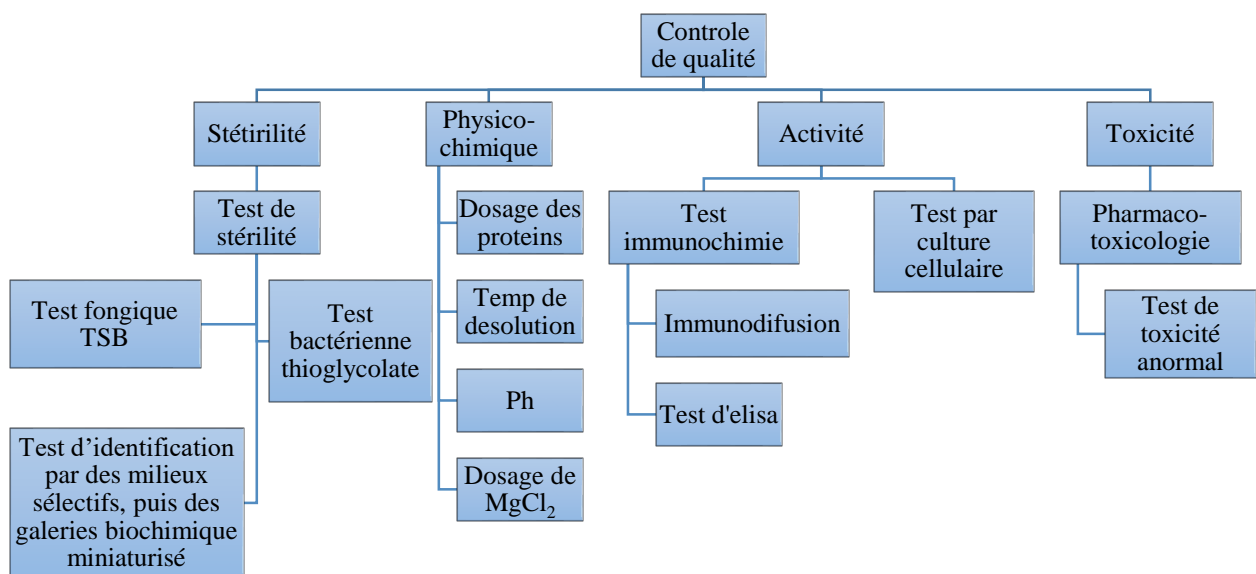 Controle
de qualité
Stétirilité
Physico-
chimique
Activité
Toxicité
Test de
stérilité
Dosage des
proteins
Test
immunochimie
Test par
culture
cellulaire
Pharmaco-
toxicologie
Test fongique
TSB
Test
bactérienne
thioglycolate
Temp de
desolution
Immunodifusion
Test de
toxicité
anormal
Ph
Test d'elisa
Test d’identification
par des milieux
sélectifs, puis des
galeries biochimique
miniaturisé
Dosage de
MgCl₂